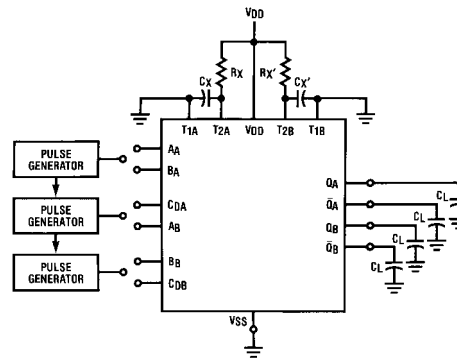 VDD
CX RX RX′ CX′
T1A T2A VDD T2B T1B
PULSE GENERATOR
AA
BA
PULSE GENERATOR
CDA
AB
PULSE GENERATOR
BB
CDB
QA
Q̅A
QB
Q̅B
CL
CL
CL
CL
VSS